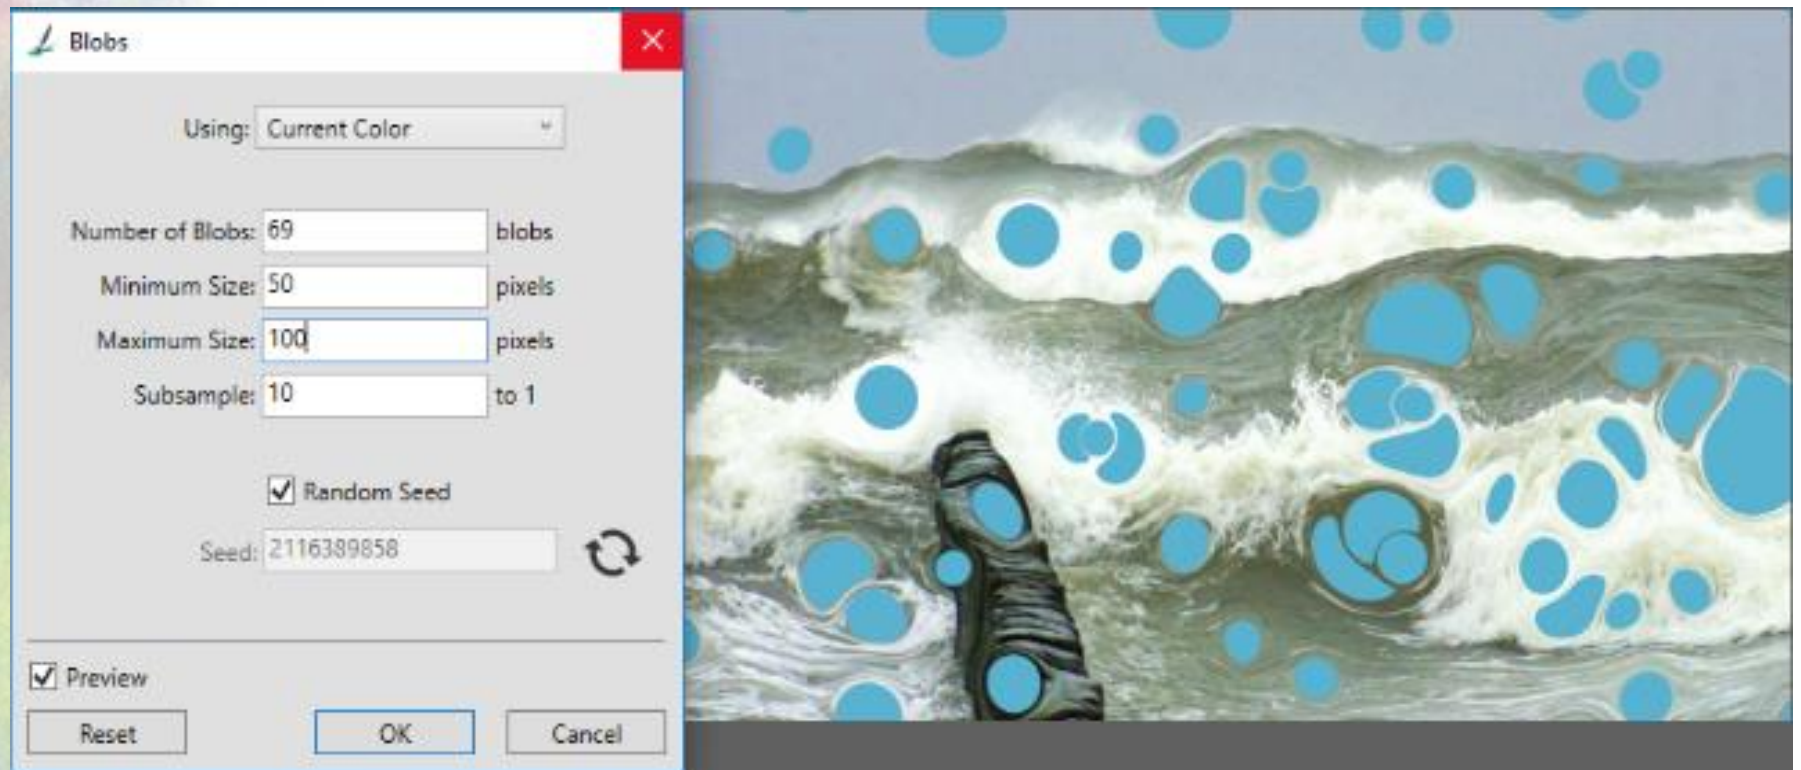 Blobs
Using: Current Color
Number of Blobs: 69 blobs
Minimum Size: 50 pixels
Maximum Size: 100 pixels
Subsample: 10 to 1
Random Seed
Seed: 2116389858
Preview
Reset OK Cancel